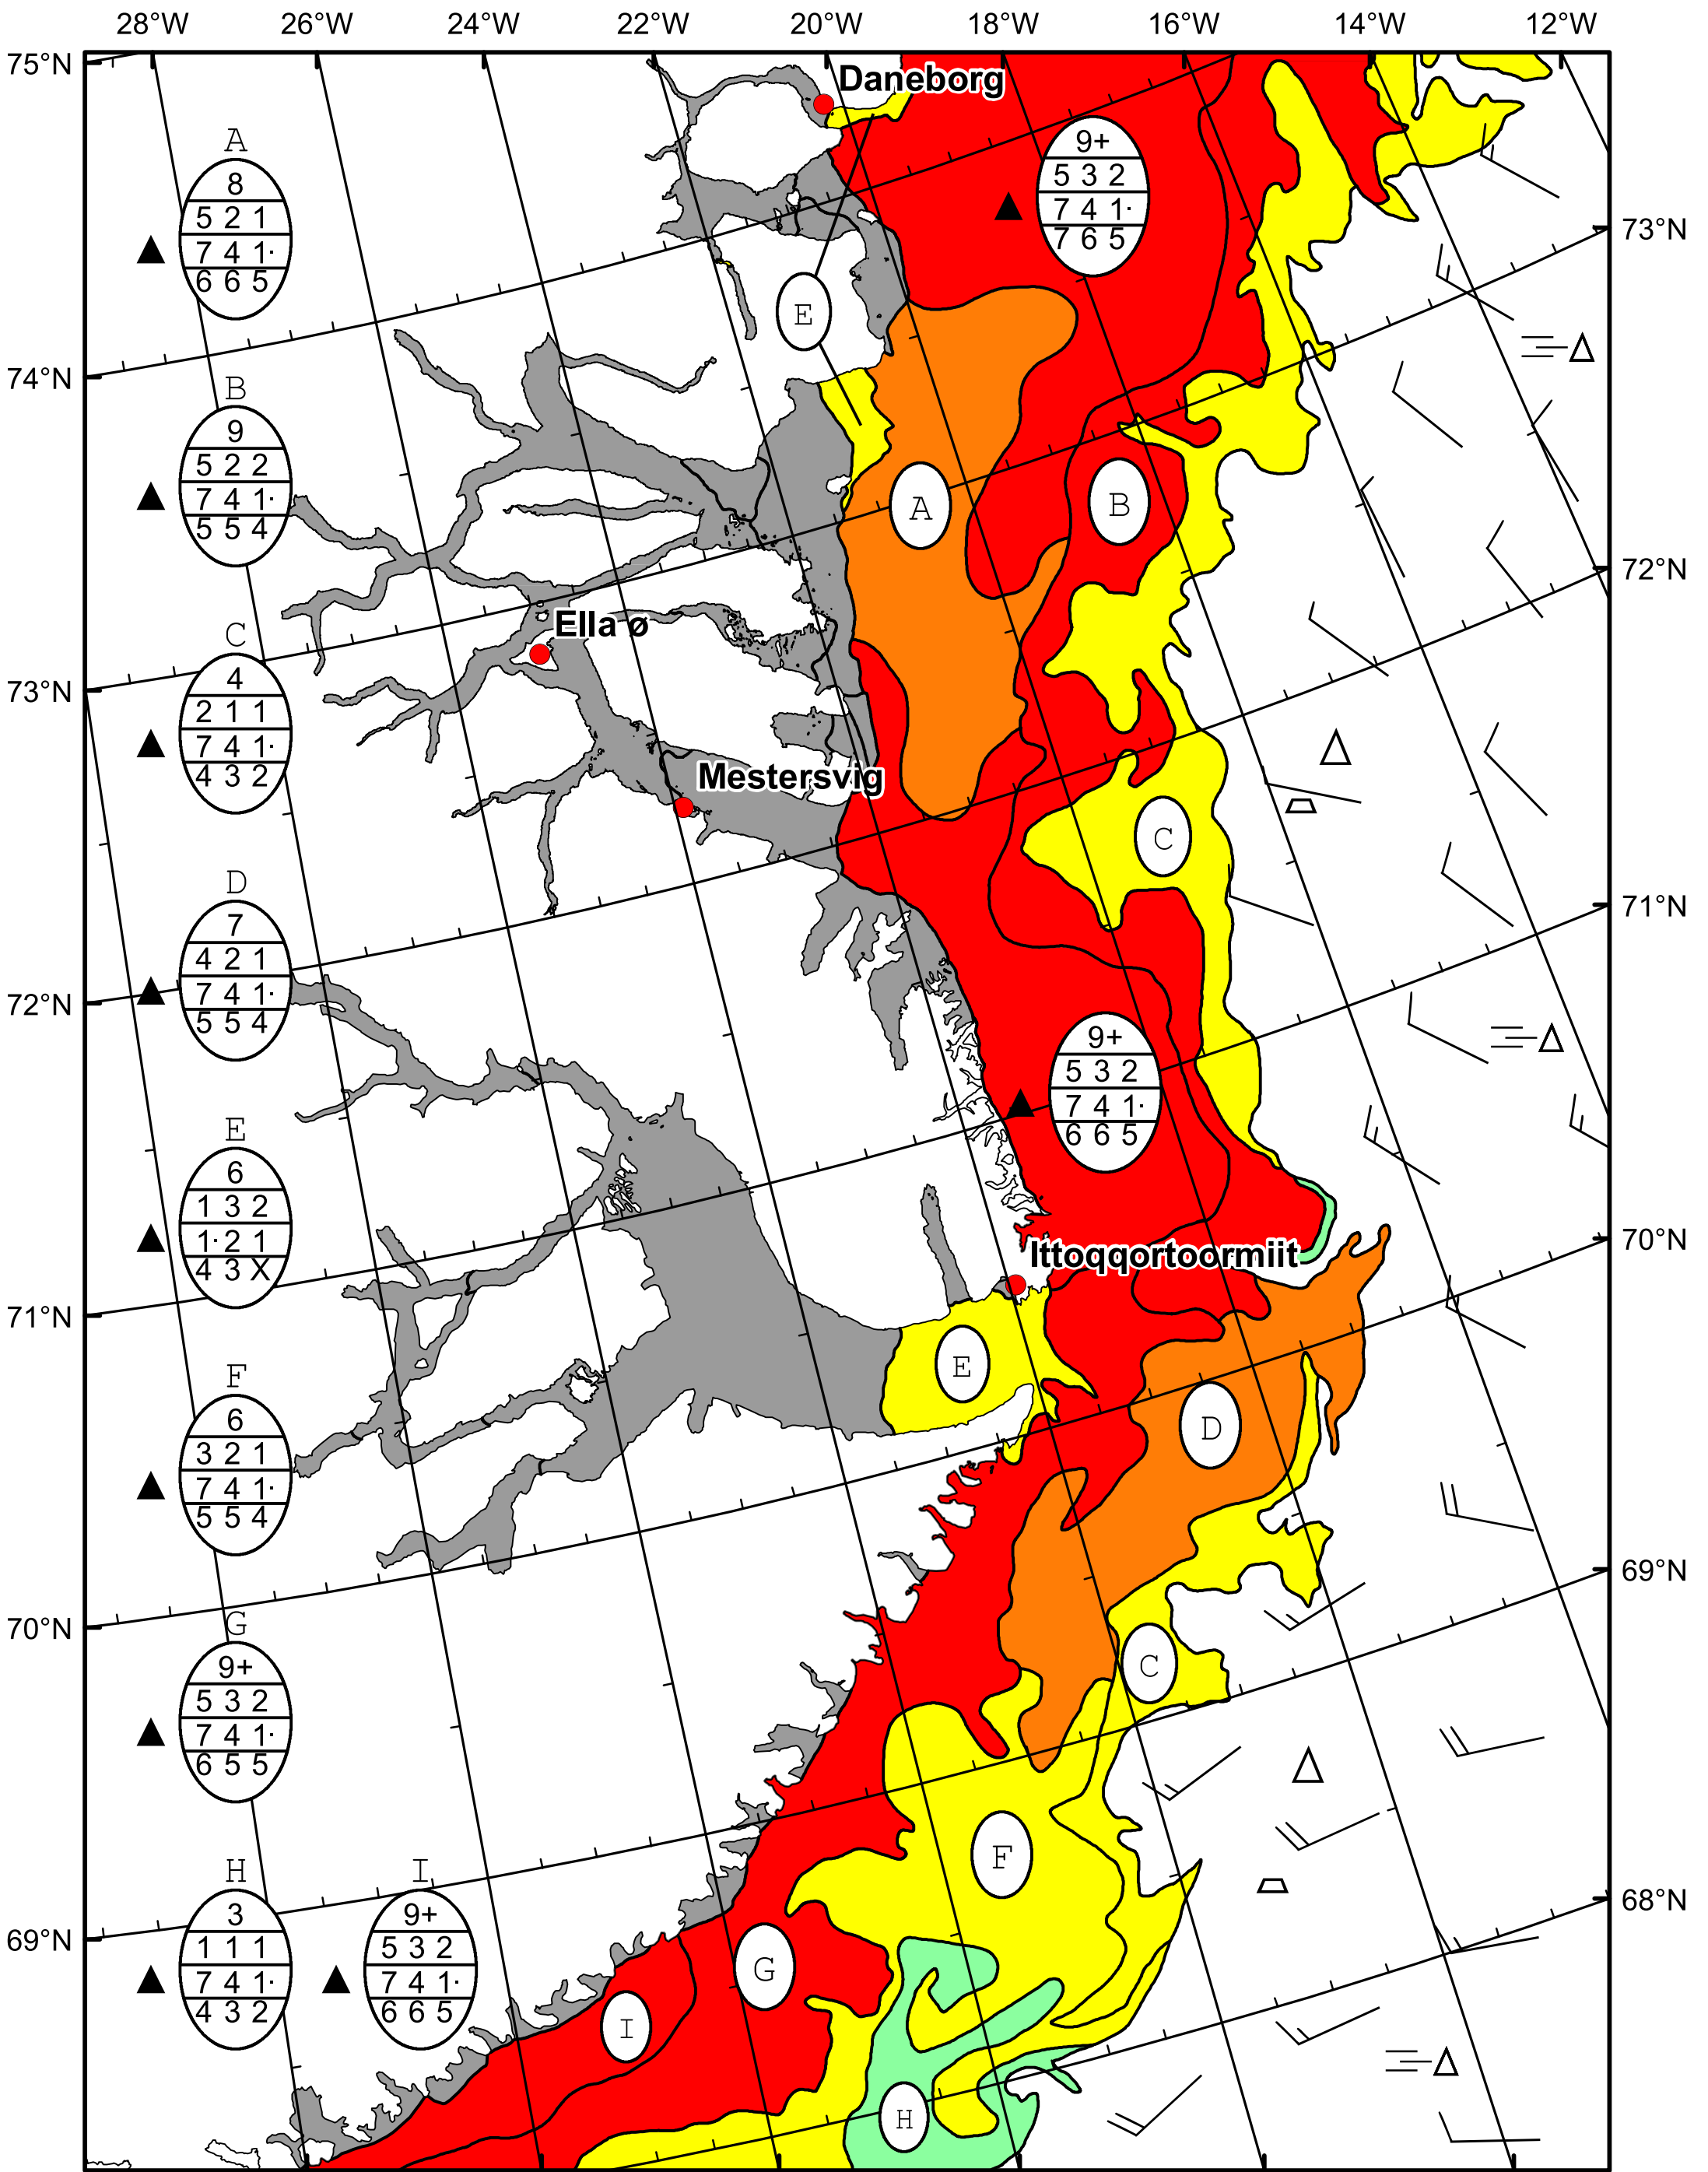 28°W 26°W 24°W 22°W 20°W 18°W 16°W 14°W 12°W
75°N
Daneborg
A
8
5 2 1
7 4 1·
6 6 5
9+
5 3 2
7 4 1·
7 6 5
73°N
E
74°N
B
9
5 2 2
7 4 1·
5 5 4
A
B
72°N
Ella ø
C
4
2 1 1
7 4 1·
4 3 2
73°N
Mestersvig
C
D
7
4 2 1
7 4 1·
5 5 4
71°N
72°N
9+
5 3 2
7 4 1·
6 6 5
E
6
1 3 2
1· 2 1
4 3 X
70°N
Ittoqqortoormiit
71°N
E
D
F
6
3 2 1
7 4 1·
5 5 4
69°N
70°N
C
G
9+
5 3 2
7 4 1·
6 5 5
F
68°N
69°N
H
3
1 1 1
7 4 1·
4 3 2
I
9+
5 3 2
7 4 1·
6 6 5
G
I
H